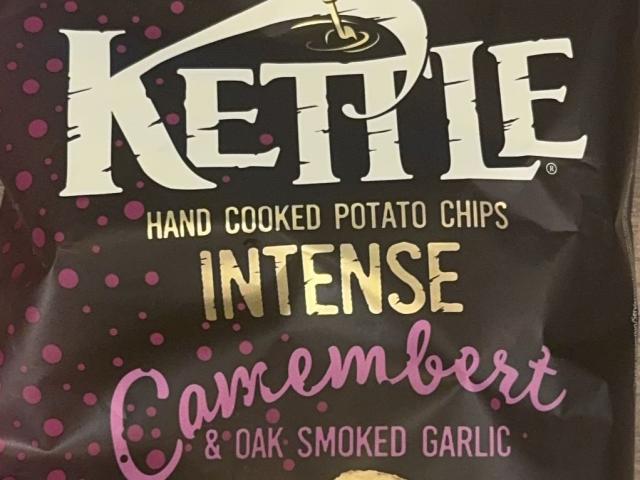 KETTLE®
HAND COOKED POTATO CHIPS
INTENSE
Camembert
& OAK SMOKED GARLIC